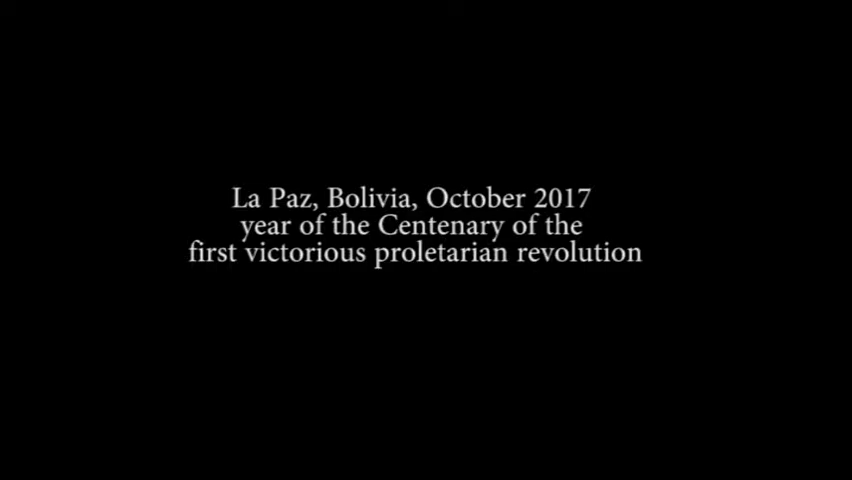 La Paz, Bolivia, October 2017
year of the Centenary of the
first victorious proletarian revolution